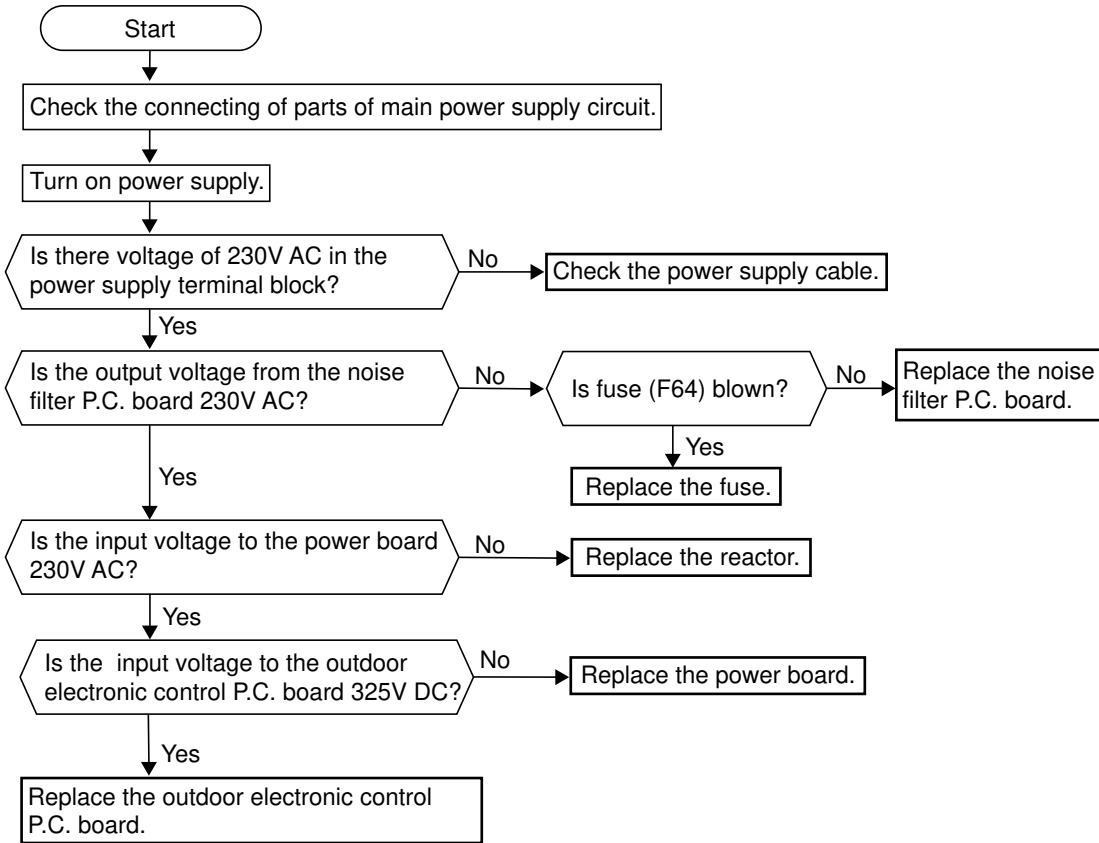 Start
Check the connecting of parts of main power supply circuit.
Turn on power supply.
Is there voltage of 230V AC in the
power supply terminal block?
No
Check the power supply cable.
Yes
Is the output voltage from the noise
filter P.C. board 230V AC?
No
Is fuse (F64) blown?
No
Replace the noise
filter P.C. board.
Yes
Replace the fuse.
Yes
Is the input voltage to the power board
230V AC?
No
Replace the reactor.
Yes
Is the input voltage to the outdoor
electronic control P.C. board 325V DC?
No
Replace the power board.
Yes
Replace the outdoor electronic control
P.C. board.